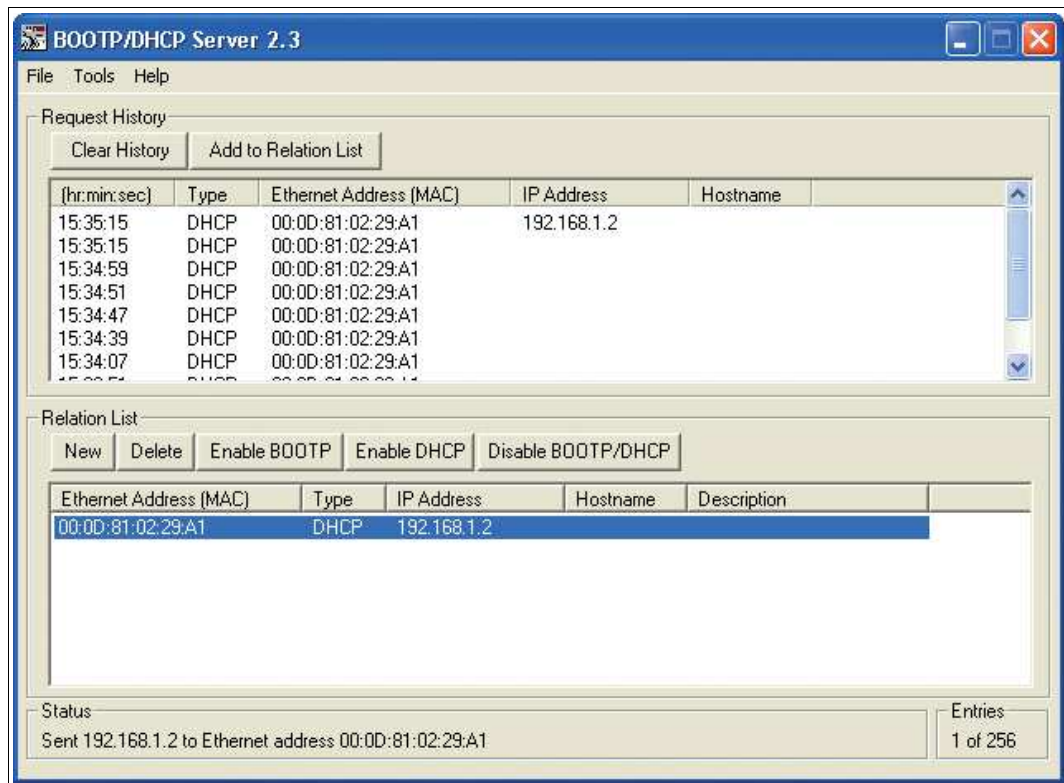 BOOTP/DHCP Server 2.3
File Tools Help
Request History
Clear History Add to Relation List
(hr:min:sec) Type Ethernet Address (MAC) IP Address Hostname
15:35:15 DHCP 00:0D:81:02:29:A1 192.168.1.2
15:35:15 DHCP 00:0D:81:02:29:A1
15:34:59 DHCP 00:0D:81:02:29:A1
15:34:51 DHCP 00:0D:81:02:29:A1
15:34:47 DHCP 00:0D:81:02:29:A1
15:34:39 DHCP 00:0D:81:02:29:A1
15:34:07 DHCP 00:0D:81:02:29:A1
Relation List
New Delete Enable BOOTP Enable DHCP Disable BOOTP/DHCP
Ethernet Address (MAC) Type IP Address Hostname Description
00:0D:81:02:29:A1 DHCP 192.168.1.2
Status Entries
Sent 192.168.1.2 to Ethernet address 00:0D:81:02:29:A1 1 of 256